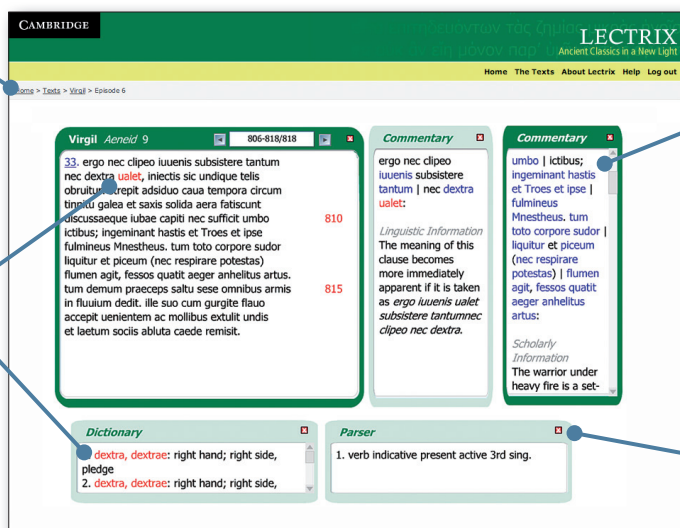 CAMBRIDGE
LECTRIX
Ancient Classics in a New Light
Home The Texts About Lectrix Help Log out
Home > Texts > Virgil > Episode 6
Virgil Aeneid 9
806-818/818
33. ergo nec clipeo iuuenis subsistere tantum
nec dextra ualet, iniectis sic undique telis
obruitur. strepit adsiduo caua tempora circum
tinnitu galea et saxis solida aera fatiscunt
discussaeque iubae capiti nec sufficit umbo 810
ictibus; ingeminant hastis et Troes et ipse
fulmineus Mnestheus. tum toto corpore sudor
liquitur et piceum (nec respirare potestas)
flumen agit, fessos quatit aeger anhelitus artus.
tum demum praeceps saltu sese omnibus armis 815
in fluuium dedit. ille suo cum gurgite flauo
accepit uenientem ac mollibus extulit undis
et laetum sociis abluta caede remisit.
Commentary
ergo nec clipeo
iuuenis subsistere
tantum | nec dextra
ualet:
Linguistic Information
The meaning of this
clause becomes
more immediately
apparent if it is taken
as ergo iuuenis ualet
subsistere tantumnec
clipeo nec dextra.
Commentary
umbo | ictibus;
ingeminant hastis
et Troes et ipse |
fulmineus
Mnestheus. tum
toto corpore sudor |
liquitur et piceum
(nec respirare
potestas) | flumen
agit, fessos quatit
aeger anhelitus
artus:
Scholarly
Information
The warrior under
heavy fire is a set-
Dictionary
dextra, dextrae: right hand; right side,
pledge
2. dextra, dextrae: right hand; right side,
Parser
1. verb indicative present active 3rd sing.